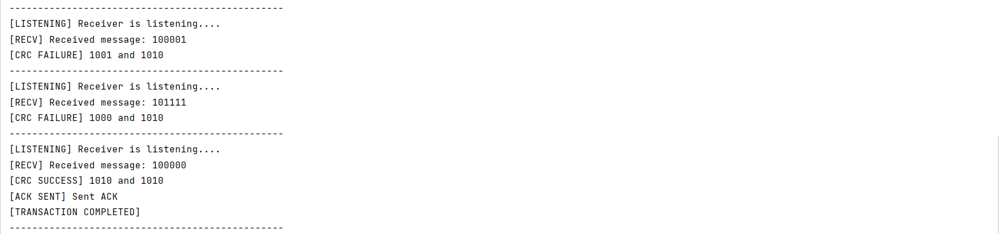 ------------------------------------------------
[LISTENING] Receiver is listening....
[RECV] Received message: 100001
[CRC FAILURE] 1001 and 1010
------------------------------------------------
[LISTENING] Receiver is listening....
[RECV] Received message: 101111
[CRC FAILURE] 1000 and 1010
------------------------------------------------
[LISTENING] Receiver is listening....
[RECV] Received message: 100000
[CRC SUCCESS] 1010 and 1010
[ACK SENT] Sent ACK
[TRANSACTION COMPLETED]
------------------------------------------------